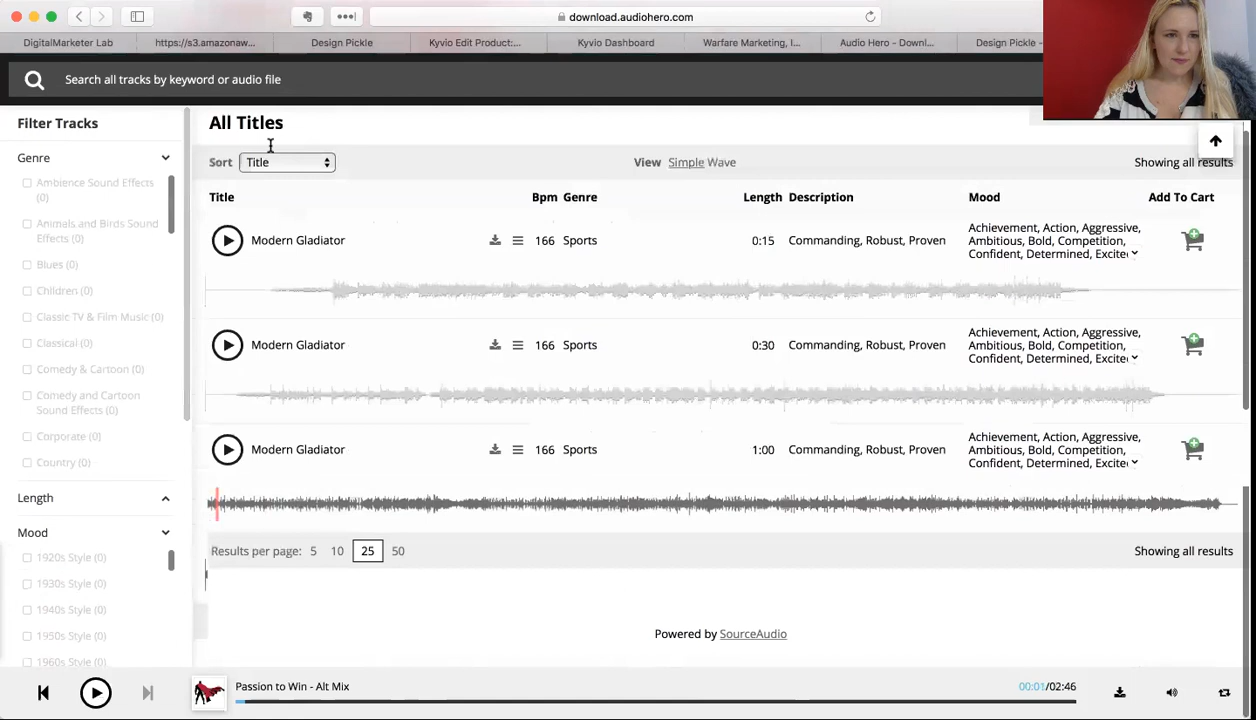 download.audiohero.com
DigitalMarketer Lab https://s3.amazonaw... Design Pickle Kyvio Edit Product:... Kyvio Dashboard Warfare Marketing, I... Audio Hero - Downl... Design Pickle -
Search all tracks by keyword or audio file
Filter Tracks
All Titles
Genre
Sort Title View Simple Wave Showing all results
Ambience Sound Effects
(0)
Title Bpm Genre Length Description Mood Add To Cart
Animals and Birds Sound
Effects (0)
Modern Gladiator 166 Sports 0:15 Commanding, Robust, Proven Achievement, Action, Aggressive,
Ambitious, Bold, Competition,
Confident, Determined, Excite
Blues (0)
Children (0)
Classic TV & Film Music (0)
Classical (0)
Modern Gladiator 166 Sports 0:30 Commanding, Robust, Proven Achievement, Action, Aggressive,
Ambitious, Bold, Competition,
Confident, Determined, Excite
Comedy & Cartoon (0)
Comedy and Cartoon
Sound Effects (0)
Corporate (0)
Country (0)
Modern Gladiator 166 Sports 1:00 Commanding, Robust, Proven Achievement, Action, Aggressive,
Ambitious, Bold, Competition,
Confident, Determined, Excite
Length
Mood
Results per page: 5 10 25 50 Showing all results
1920s Style (0)
1930s Style (0)
1940s Style (0)
1950s Style (0)
1960s Style (0)
Powered by SourceAudio
Passion to Win - Alt Mix 00:01/02:46